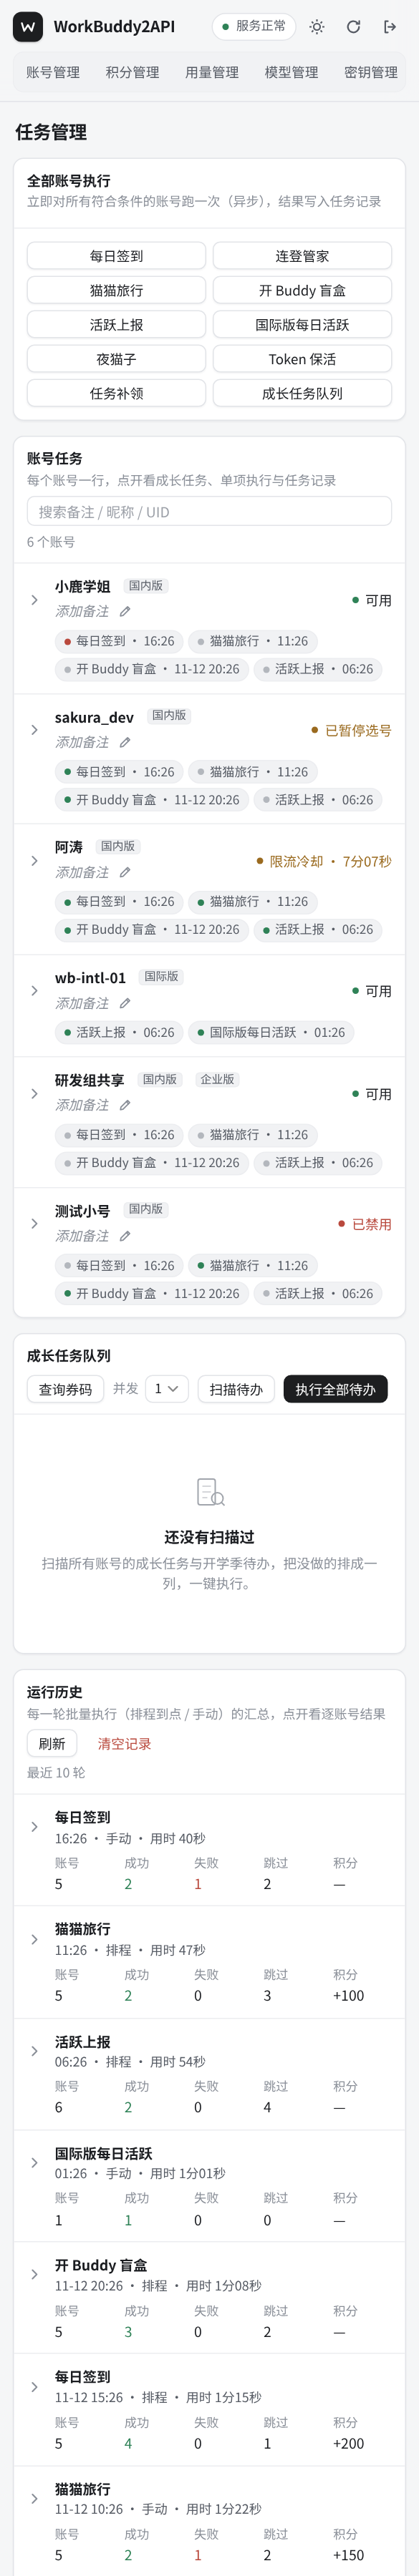 WorkBuddy2API
服务正常
账号管理 积分管理 用量管理 模型管理 密钥管理
任务管理
全部账号执行
立即对所有符合条件的账号跑一次（异步），结果写入任务记录
每日签到 连登管家
猫猫旅行 开 Buddy 盲盒
活跃上报 国际版每日活跃
夜猫子 Token 保活
任务补领 成长任务队列
账号任务
每个账号一行，点开看成长任务、单项执行与任务记录
搜索备注 / 昵称 / UID
6 个账号
小鹿学姐 国内版
可用
添加备注
每日签到 · 16:26 猫猫旅行 · 11:26
开 Buddy 盲盒 · 11-12 20:26 活跃上报 · 06:26
sakura_dev 国内版
已暂停选号
添加备注
每日签到 · 16:26 猫猫旅行 · 11:26
开 Buddy 盲盒 · 11-12 20:26 活跃上报 · 06:26
阿涛 国内版
限流冷却 · 7分07秒
添加备注
每日签到 · 16:26 猫猫旅行 · 11:26
开 Buddy 盲盒 · 11-12 20:26 活跃上报 · 06:26
wb-intl-01 国际版
可用
添加备注
活跃上报 · 06:26 国际版每日活跃 · 01:26
研发组共享 国内版 企业版
可用
添加备注
每日签到 · 16:26 猫猫旅行 · 11:26
开 Buddy 盲盒 · 11-12 20:26 活跃上报 · 06:26
测试小号 国内版
已禁用
添加备注
每日签到 · 16:26 猫猫旅行 · 11:26
开 Buddy 盲盒 · 11-12 20:26 活跃上报 · 06:26
成长任务队列
查询券码 并发 1 扫描待办 执行全部待办
还没有扫描过
扫描所有账号的成长任务与开学季待办，把没做的排成一
列，一键执行。
运行历史
每一轮批量执行（排程到点 / 手动）的汇总，点开看逐账号结果
刷新 清空记录
最近 10 轮
每日签到
16:26 · 手动 · 用时 40秒
账号 成功 失败 跳过 积分
5 2 1 2 —
猫猫旅行
11:26 · 排程 · 用时 47秒
账号 成功 失败 跳过 积分
5 2 0 3 +100
活跃上报
06:26 · 排程 · 用时 54秒
账号 成功 失败 跳过 积分
6 2 0 4 —
国际版每日活跃
01:26 · 手动 · 用时 1分01秒
账号 成功 失败 跳过 积分
1 1 0 0 —
开 Buddy 盲盒
11-12 20:26 · 排程 · 用时 1分08秒
账号 成功 失败 跳过 积分
5 3 0 2 —
每日签到
11-12 15:26 · 排程 · 用时 1分15秒
账号 成功 失败 跳过 积分
5 4 0 1 +200
猫猫旅行
11-12 10:26 · 手动 · 用时 1分22秒
账号 成功 失败 跳过 积分
5 2 1 2 +150